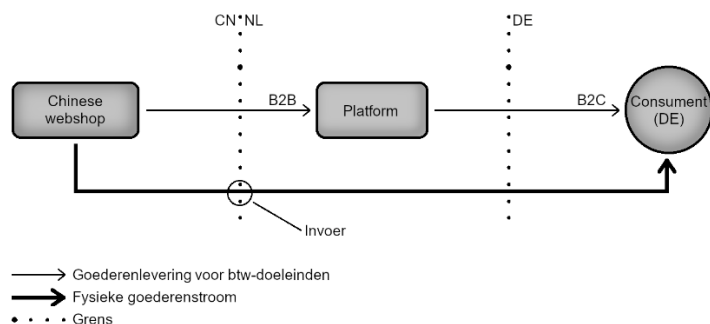 CN NL
DE
Chinese
webshop
B2B
Platform
B2C
Consument
(DE)
Invoer
Goederenlevering voor btw-doeleinden
Fysieke goederenstroom
Grens